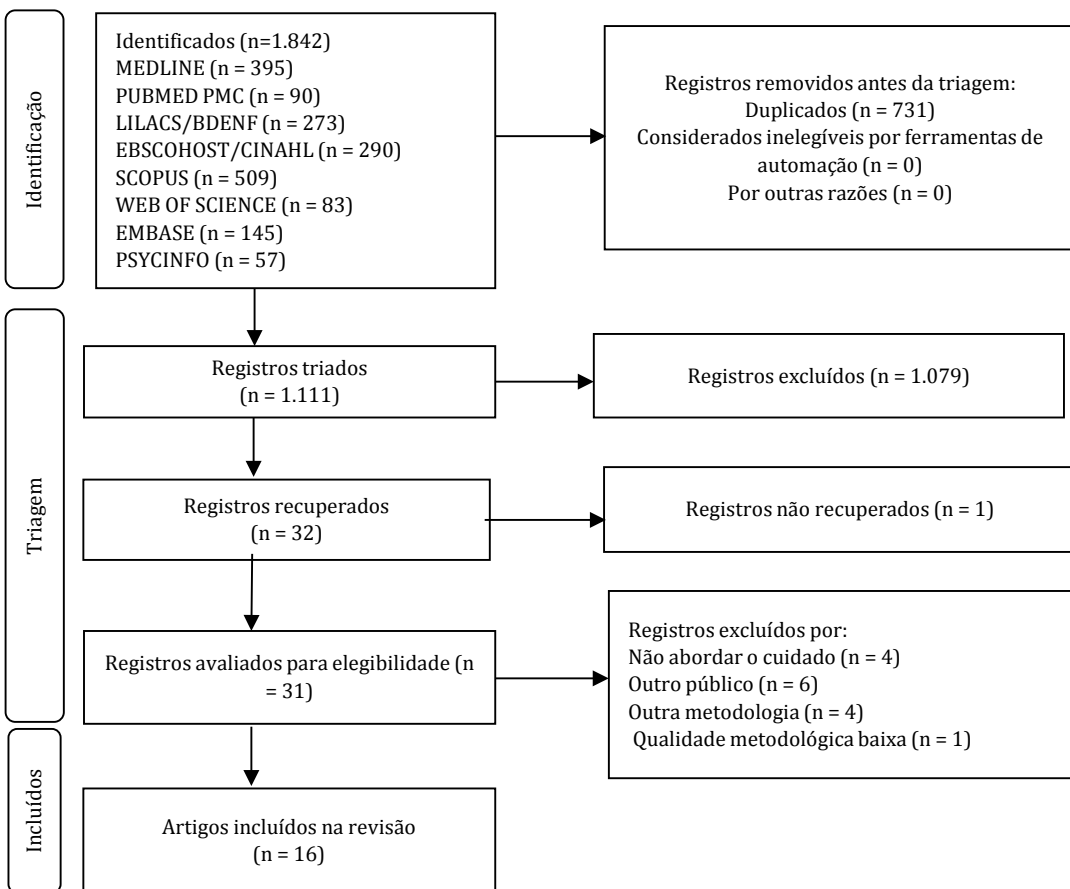 Identificação
Identificados (n=1.842)
MEDLINE (n = 395)
PUBMED PMC (n = 90)
LILACS/BDENF (n = 273)
EBSCOHOST/CINAHL (n = 290)
SCOPUS (n = 509)
WEB OF SCIENCE (n = 83)
EMBASE (n = 145)
PSYCINFO (n = 57)
Registros removidos antes da triagem:
Duplicados (n = 731)
Considerados inelegíveis por ferramentas de
automação (n = 0)
Por outras razões (n = 0)
Triagem
Registros triados
(n = 1.111)
Registros excluídos (n = 1.079)
Registros recuperados
(n = 32)
Registros não recuperados (n = 1)
Registros avaliados para elegibilidade (n
= 31)
Registros excluídos por:
Não abordar o cuidado (n = 4)
Outro público (n = 6)
Outra metodologia (n = 4)
Qualidade metodológica baixa (n = 1)
Incluídos
Artigos incluídos na revisão
(n = 16)